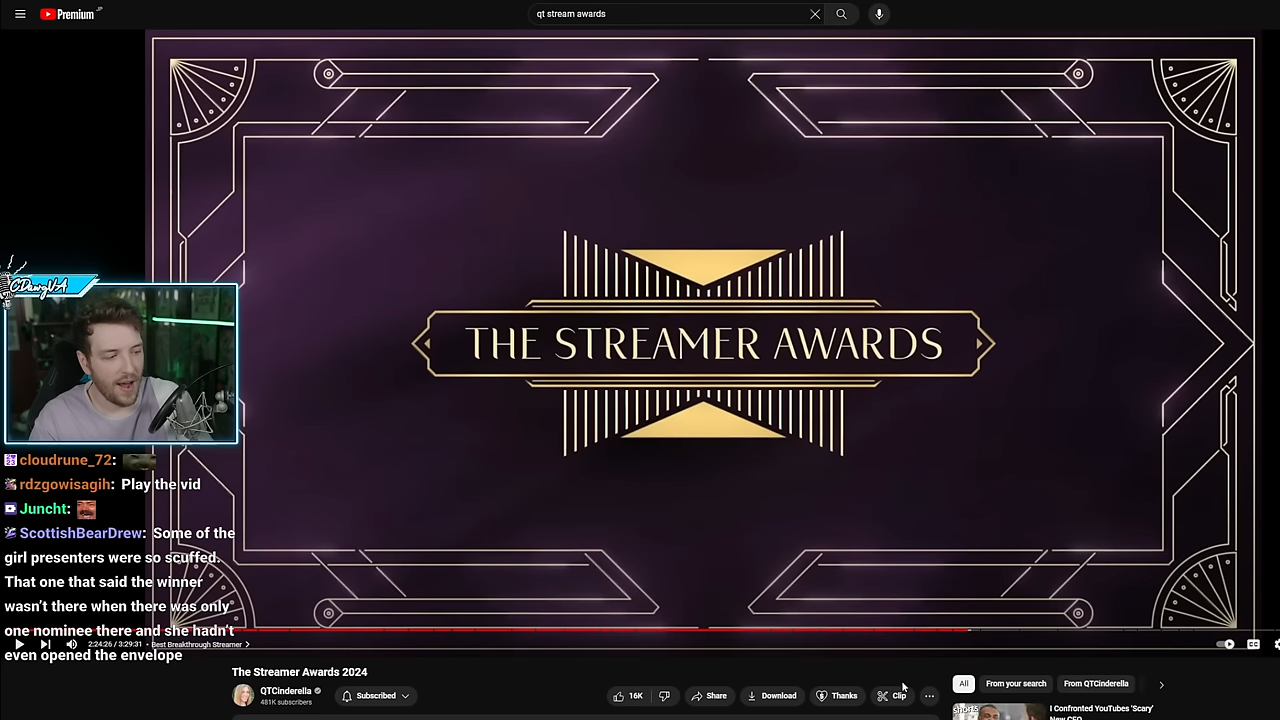 Premium JP
qt stream awards
THE STREAMER AWARDS
CDawgVA
cloudrune_72:
rdzgowisagih: Play the vid
Juncht:
ScottishBearDrew: Some of the
girl presenters were so scuffed.
That one that said the winner
wasn't there when there was only
one nominee there and she hadn't
even opened the envelope
2:24:26 / 3:29:31 • Best Breakthrough Streamer
CC
The Streamer Awards 2024
QTCinderella
481K subscribers
Subscribed
16K
Share
Download
Thanks
Clip
All
From your search
From QTCinderella
I Confronted YouTubes 'Scary'
New CEO